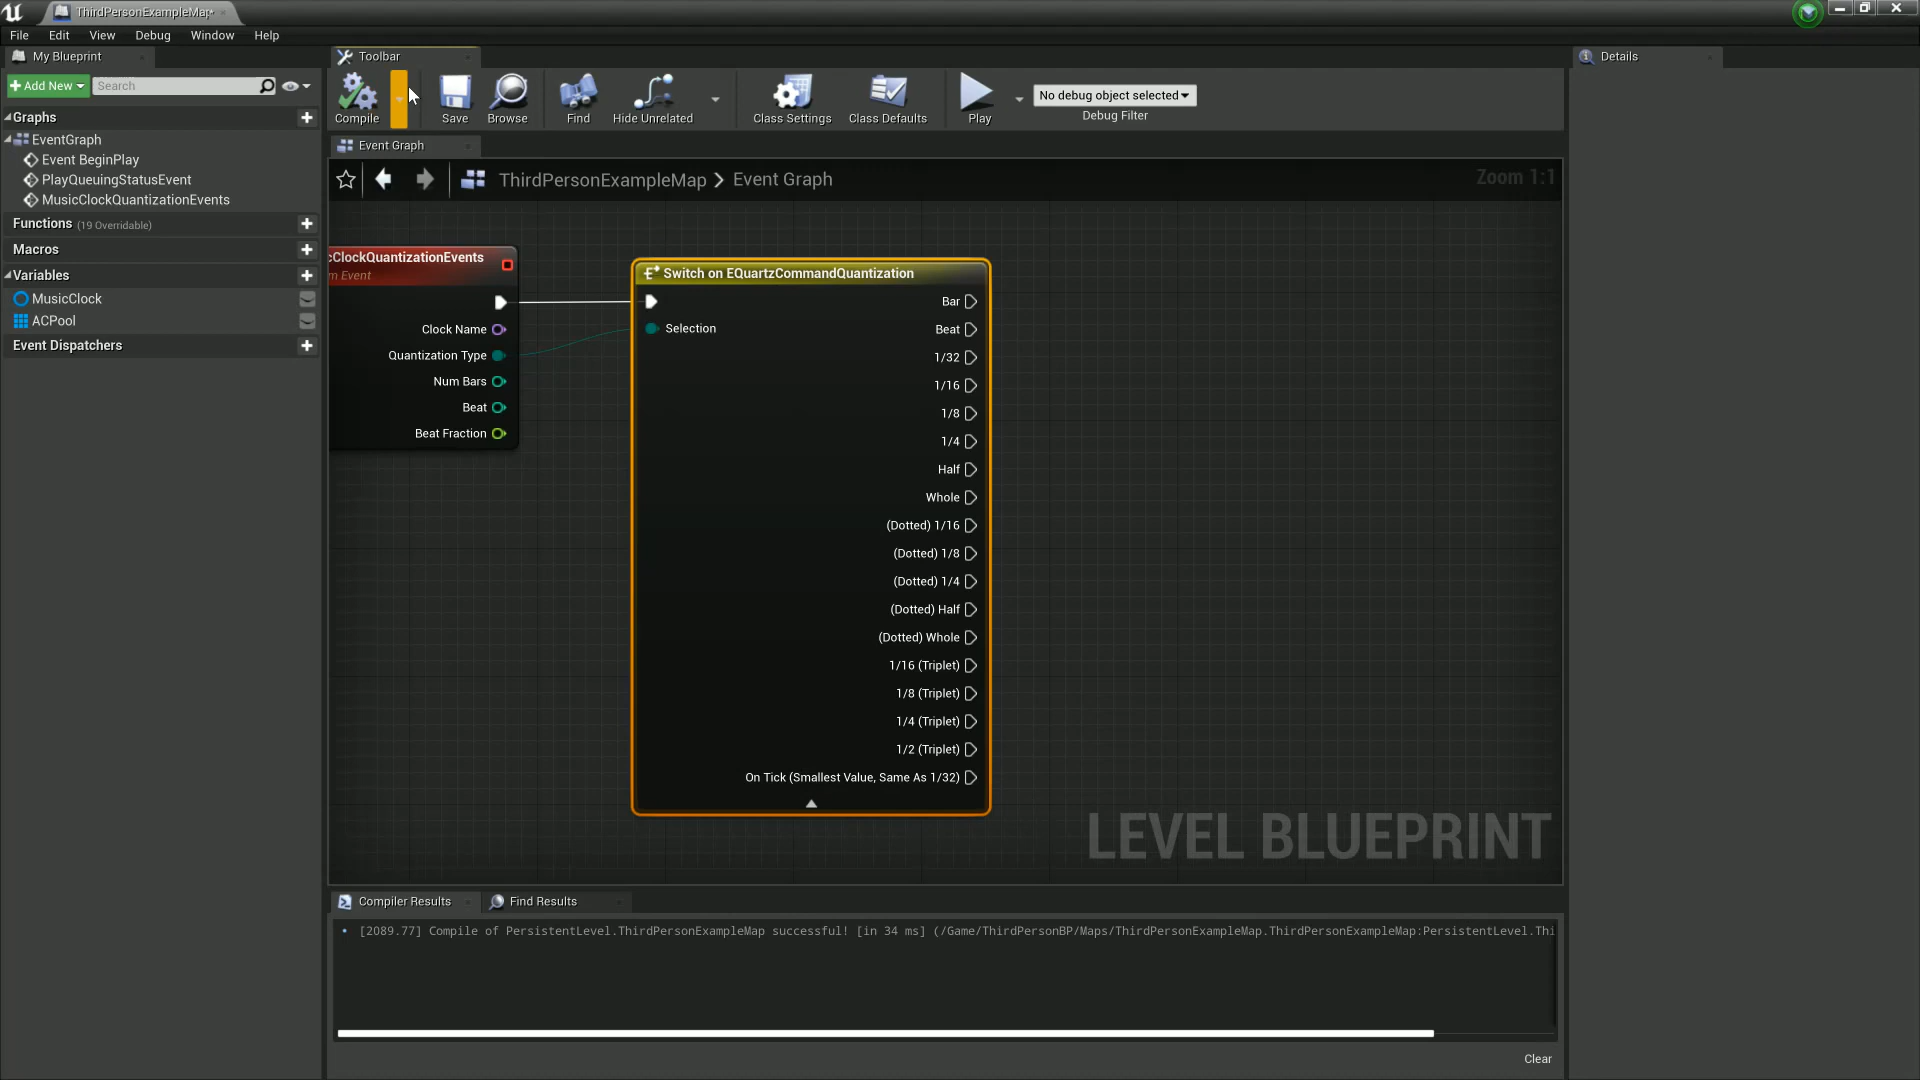 ThirdPersonExampleMap*
File Edit View Debug Window Help
My Blueprint
Toolbar
Details
Add New
Search
Compile
Save
Browse
Find
Hide Unrelated
Class Settings
Class Defaults
Play
No debug object selected
Debug Filter
Graphs
EventGraph
Event BeginPlay
PlayQueuingStatusEvent
MusicClockQuantizationEvents
Functions (19 Overridable)
Macros
Variables
MusicClock
ACPool
Event Dispatchers
Event Graph
ThirdPersonExampleMap > Event Graph
Zoom 1:1
cClockQuantizationEvents
m Event
Clock Name
Quantization Type
Num Bars
Beat
Beat Fraction
Switch on EQuartzCommandQuantization
Selection
Bar
Beat
1/32
1/16
1/8
1/4
Half
Whole
(Dotted) 1/16
(Dotted) 1/8
(Dotted) 1/4
(Dotted) Half
(Dotted) Whole
1/16 (Triplet)
1/8 (Triplet)
1/4 (Triplet)
1/2 (Triplet)
On Tick (Smallest Value, Same As 1/32)
LEVEL BLUEPRINT
Compiler Results
Find Results
[2089.77] Compile of PersistentLevel.ThirdPersonExampleMap successful! [in 34 ms] (/Game/ThirdPersonBP/Maps/ThirdPersonExampleMap.ThirdPersonExampleMap:PersistentLevel.Thi
Clear